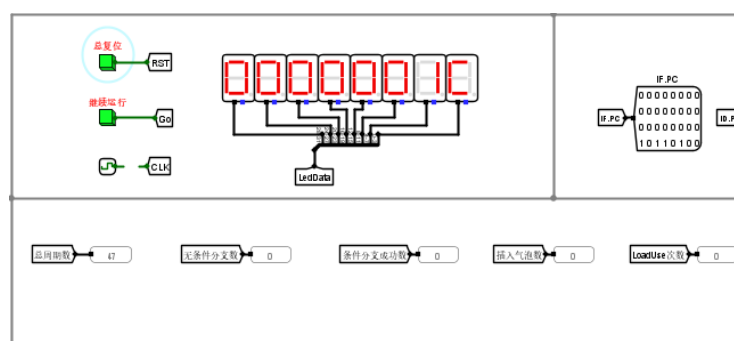 总复位
RST
继续运行
Go
CLK
0000001C
LedData
IF.PC
IF.PC
00000000
00000000
00000000
10110100
ID.P
总周期数 47
无条件分支数 0
条件分支成功数 0
插入气泡数 0
LoadUse次数 0